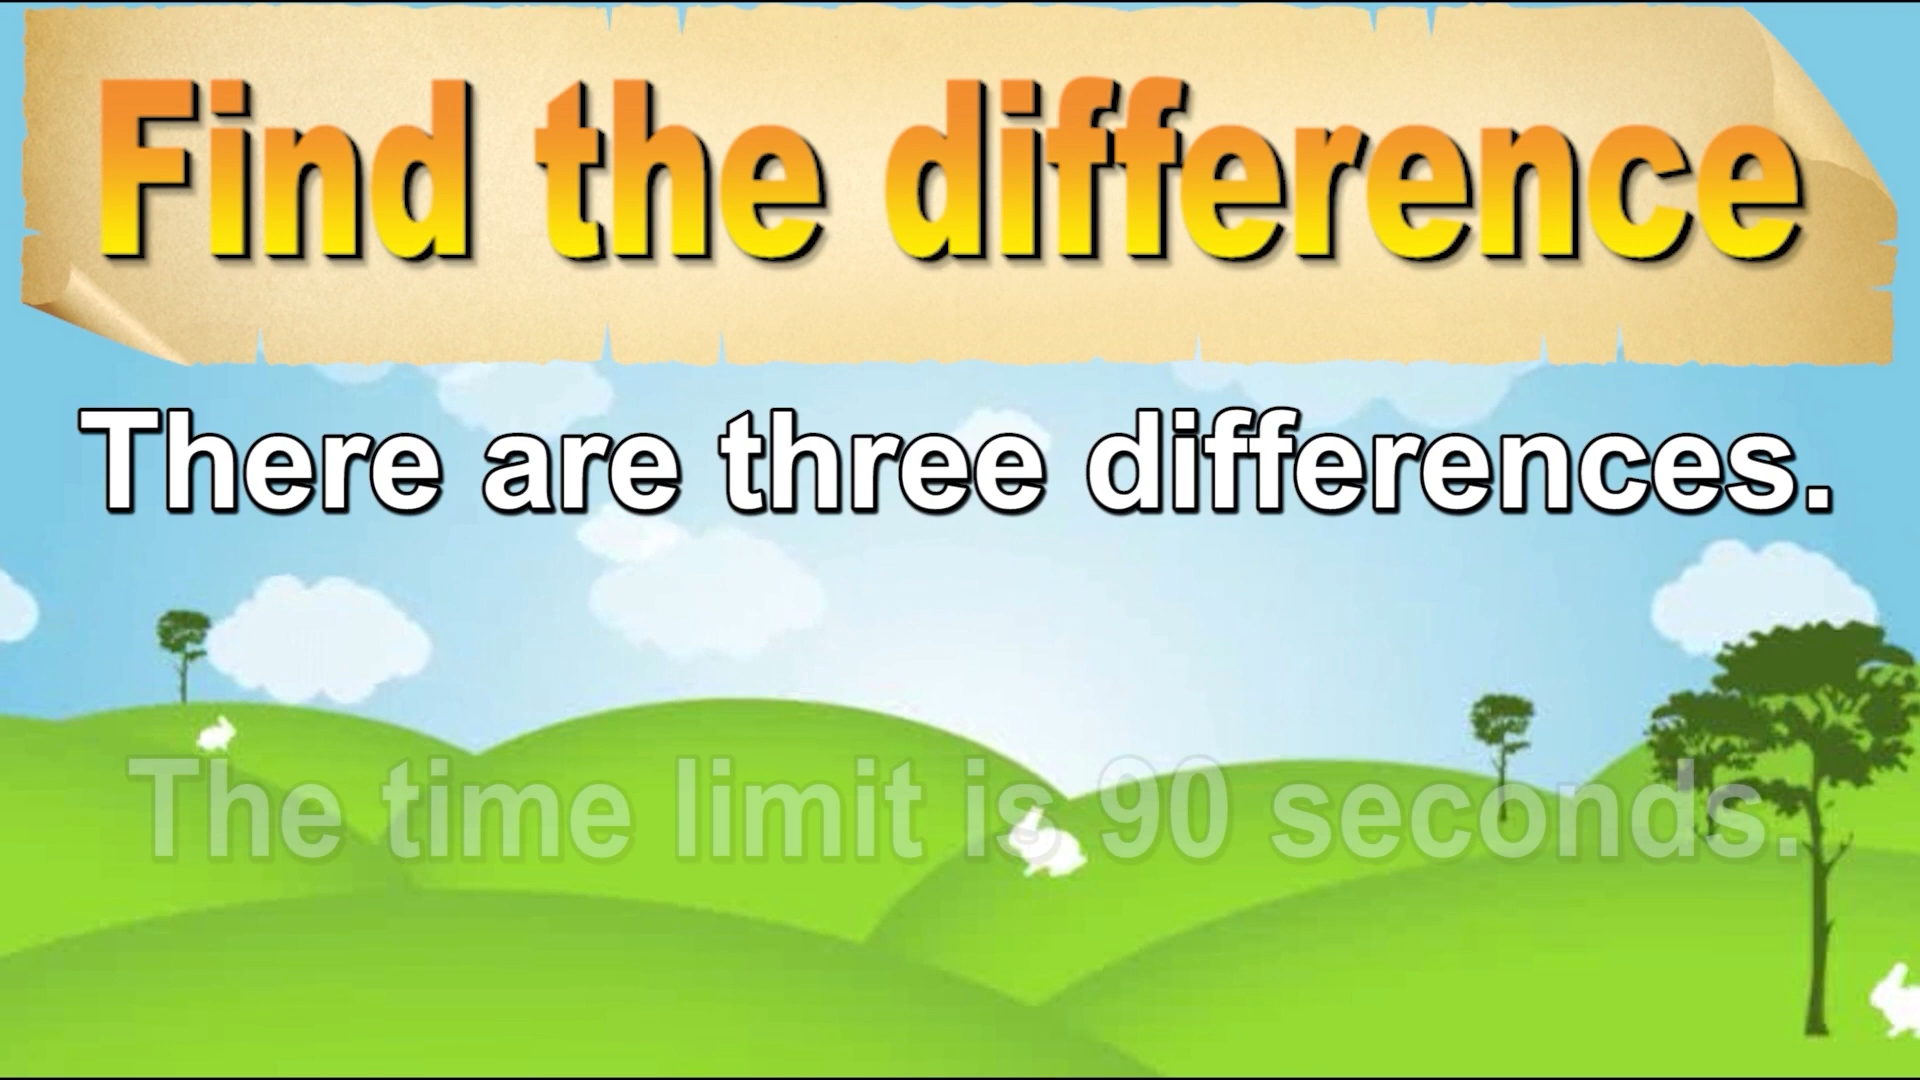 Find the difference
There are three differences.
The time limit is 90 seconds.